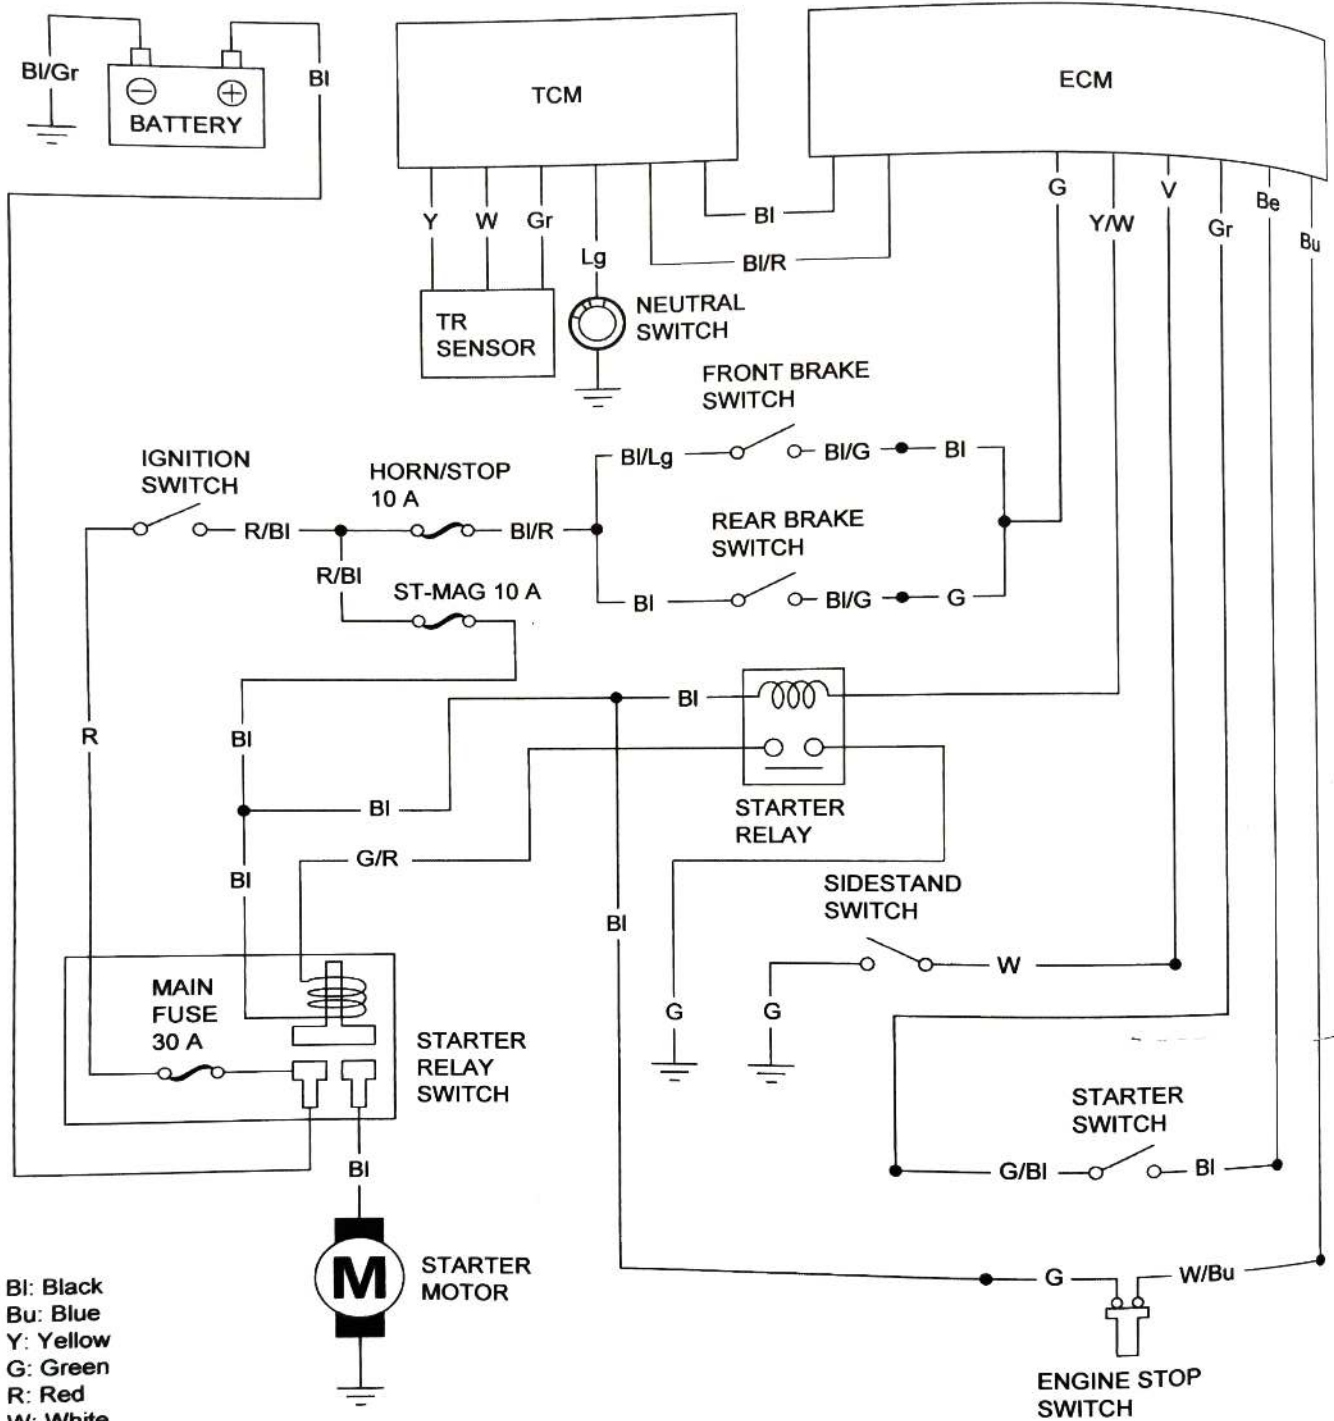 Bl/Gr
Bl
BATTERY
TCM
ECM
Y
W
Gr
Lg
Bl
Bl/R
G
Y/W
V
Gr
Be
Bu
TR
SENSOR
NEUTRAL
SWITCH
FRONT BRAKE
SWITCH
Bl/Lg
Bl/G
Bl
IGNITION
SWITCH
HORN/STOP
10 A
R/Bl
Bl/R
REAR BRAKE
SWITCH
R/Bl
ST-MAG 10 A
Bl
Bl/G
G
R
Bl
Bl
Bl
STARTER
RELAY
G/R
Bl
Bl
SIDESTAND
SWITCH
W
G
G
MAIN
FUSE
30 A
STARTER
RELAY
SWITCH
STARTER
SWITCH
G/Bl
Bl
Bl
M
STARTER
MOTOR
G
W/Bu
ENGINE STOP
SWITCH
Bl: Black
Bu: Blue
Y: Yellow
G: Green
R: Red
W: White